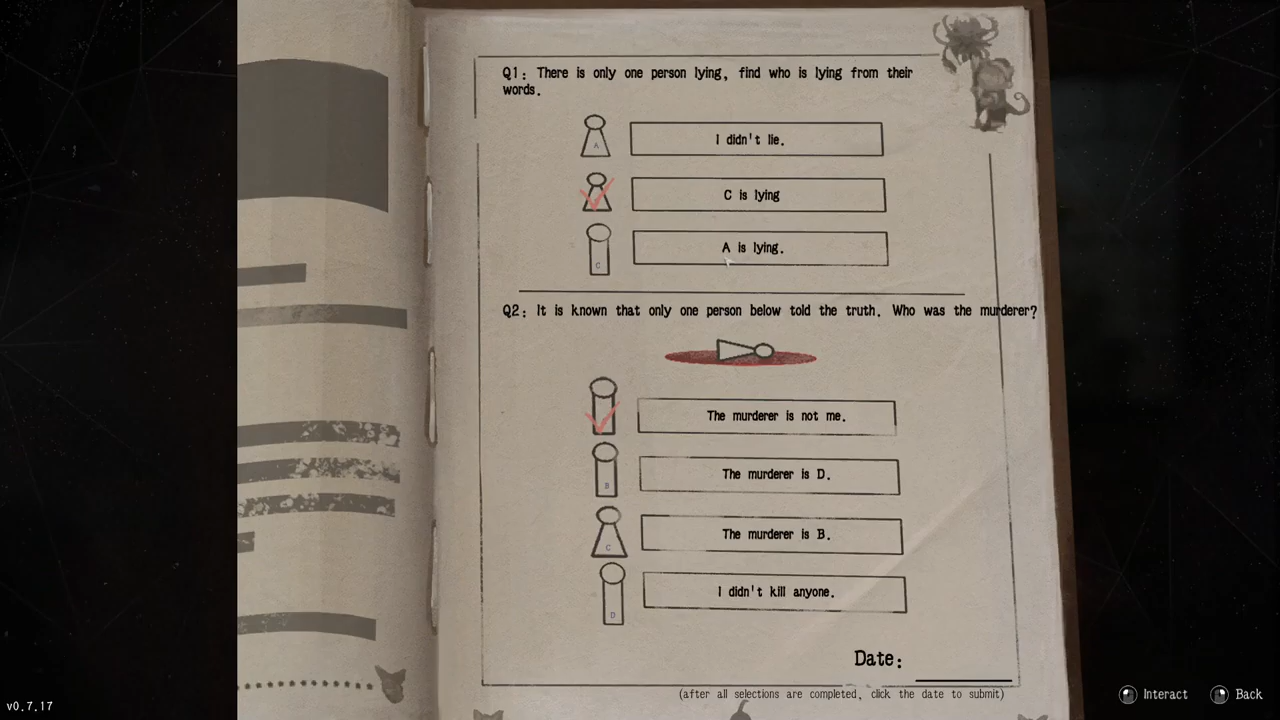 Q1: There is only one person lying, find who is lying from their
words.
A
I didn't lie.
C is lying
C
A is lying.
Q2: It is known that only one person below told the truth. Who was the murderer?
The murderer is not me.
B
The murderer is D.
C
The murderer is B.
D
I didn't kill anyone.
Date:
(after all selections are completed, click the date to submit)
v0.7.17
Interact
Back